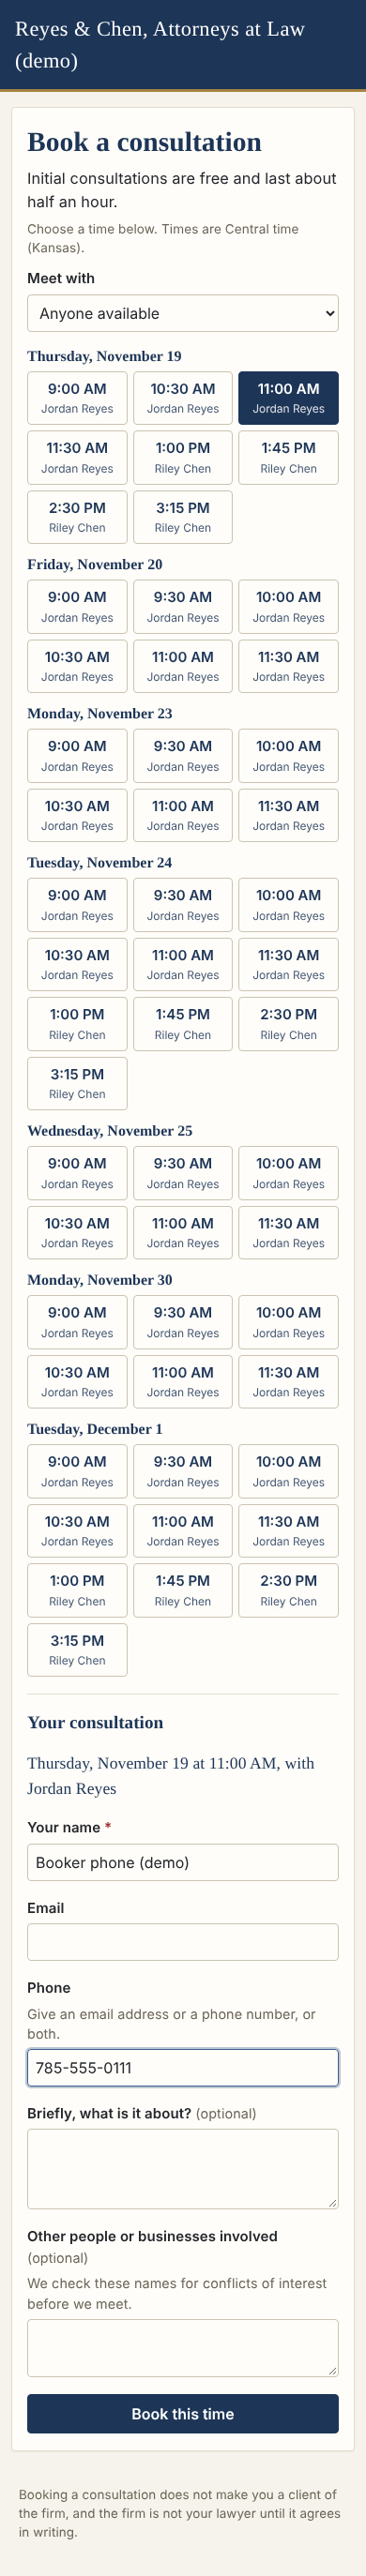 Reyes & Chen, Attorneys at Law
(demo)
Book a consultation
Initial consultations are free and last about
half an hour.
Choose a time below. Times are Central time
(Kansas).
Meet with
Anyone available
Thursday, November 19
9:00 AM 10:30 AM 11:00 AM
Jordan Reyes Jordan Reyes Jordan Reyes
11:30 AM 1:00 PM 1:45 PM
Jordan Reyes Riley Chen Riley Chen
2:30 PM 3:15 PM
Riley Chen Riley Chen
Friday, November 20
9:00 AM 9:30 AM 10:00 AM
Jordan Reyes Jordan Reyes Jordan Reyes
10:30 AM 11:00 AM 11:30 AM
Jordan Reyes Jordan Reyes Jordan Reyes
Monday, November 23
9:00 AM 9:30 AM 10:00 AM
Jordan Reyes Jordan Reyes Jordan Reyes
10:30 AM 11:00 AM 11:30 AM
Jordan Reyes Jordan Reyes Jordan Reyes
Tuesday, November 24
9:00 AM 9:30 AM 10:00 AM
Jordan Reyes Jordan Reyes Jordan Reyes
10:30 AM 11:00 AM 11:30 AM
Jordan Reyes Jordan Reyes Jordan Reyes
1:00 PM 1:45 PM 2:30 PM
Riley Chen Riley Chen Riley Chen
3:15 PM
Riley Chen
Wednesday, November 25
9:00 AM 9:30 AM 10:00 AM
Jordan Reyes Jordan Reyes Jordan Reyes
10:30 AM 11:00 AM 11:30 AM
Jordan Reyes Jordan Reyes Jordan Reyes
Monday, November 30
9:00 AM 9:30 AM 10:00 AM
Jordan Reyes Jordan Reyes Jordan Reyes
10:30 AM 11:00 AM 11:30 AM
Jordan Reyes Jordan Reyes Jordan Reyes
Tuesday, December 1
9:00 AM 9:30 AM 10:00 AM
Jordan Reyes Jordan Reyes Jordan Reyes
10:30 AM 11:00 AM 11:30 AM
Jordan Reyes Jordan Reyes Jordan Reyes
1:00 PM 1:45 PM 2:30 PM
Riley Chen Riley Chen Riley Chen
3:15 PM
Riley Chen
Your consultation
Thursday, November 19 at 11:00 AM, with
Jordan Reyes
Your name *
Booker phone (demo)
Email
Phone
Give an email address or a phone number, or
both.
785-555-0111
Briefly, what is it about? (optional)
Other people or businesses involved
(optional)
We check these names for conflicts of interest
before we meet.
Book this time
Booking a consultation does not make you a client of
the firm, and the firm is not your lawyer until it agrees
in writing.